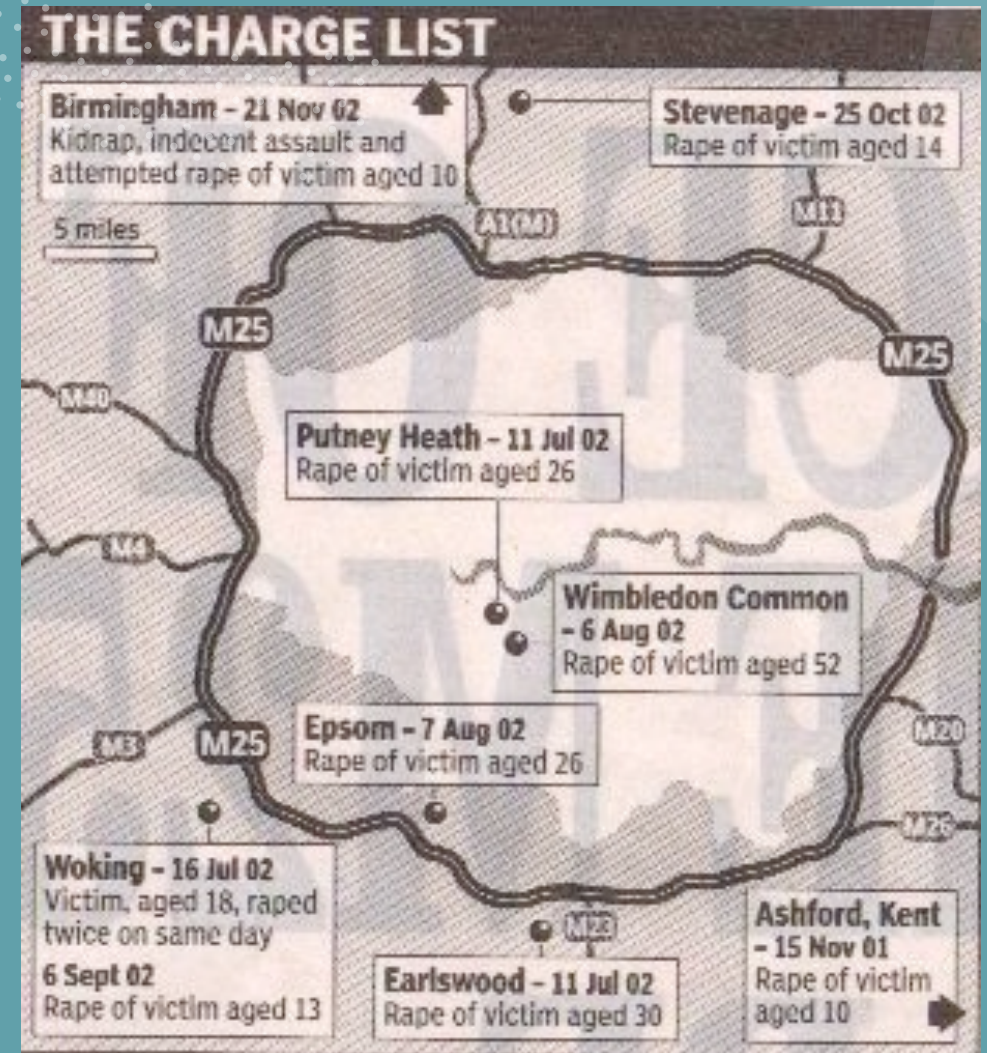 THE CHARGE LIST
Birmingham – 21 Nov 02
Kidnap, indecent assault and
attempted rape of victim aged 10
Stevenage – 25 Oct 02
Rape of victim aged 14
5 miles
A1(M)
M11
M25
M25
M40
Putney Heath – 11 Jul 02
Rape of victim aged 26
M4
Wimbledon Common
– 6 Aug 02
Rape of victim aged 52
Epsom – 7 Aug 02
Rape of victim aged 26
M3
M25
M20
M26
Woking – 16 Jul 02
Victim, aged 18, raped
twice on same day
6 Sept 02
Rape of victim aged 13
M23
Earlswood – 11 Jul 02
Rape of victim aged 30
Ashford, Kent
– 15 Nov 01
Rape of victim
aged 10